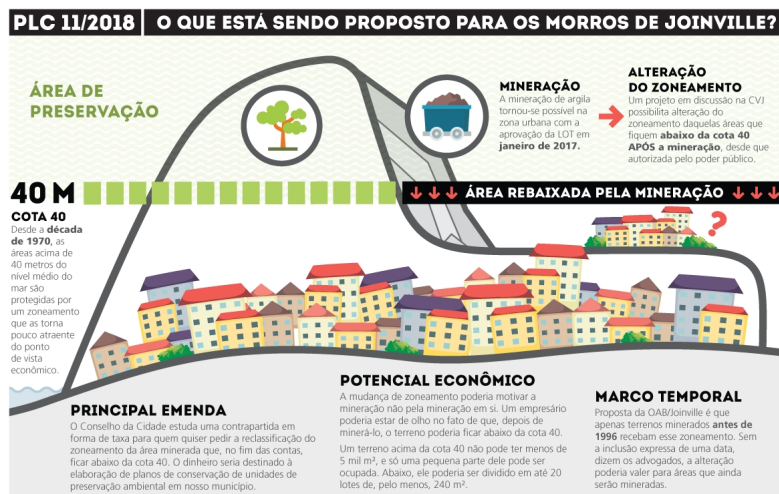 PLC 11/2018 O QUE ESTÁ SENDO PROPOSTO PARA OS MORROS DE JOINVILLE?
ÁREA DE
PRESERVAÇÃO
MINERAÇÃO
A mineração de argila
tornou-se possível na
zona urbana com a
aprovação da LOT em
janeiro de 2017.
ALTERAÇÃO
DO ZONEAMENTO
Um projeto em discussão na CVJ
possibilita alteração do
zoneamento daquelas áreas que
fiquem abaixo da cota 40
APÓS a mineração, desde que
autorizada pelo poder público.
40 M
ÁREA REBAIXADA PELA MINERAÇÃO
COTA 40
Desde a década
de 1970, as
áreas acima de
40 metros do
nível médio do
mar são
protegidas por
um zoneamento
que as torna
pouco atraente
do ponto
de vista
econômico.
?
PRINCIPAL EMENDA
O Conselho da Cidade estuda uma contrapartida em
forma de taxa para quem quiser pedir a reclassificação do
zoneamento da área minerada que, no fim das contas,
ficar abaixo da cota 40. O dinheiro seria destinado à
elaboração de planos de conservação de unidades de
preservação ambiental em nosso município.
POTENCIAL ECONÔMICO
A mudança de zoneamento poderia motivar a
mineração não pela mineração em si. Um empresário
poderia estar de olho no fato de que, depois de
minerá-lo, o terreno poderia ficar abaixo da cota 40.
Um terreno acima da cota 40 não pode ter menos de
5 mil m², e só uma pequena parte dele pode ser
ocupada. Abaixo, ele poderia ser dividido em até 20
lotes de, pelo menos, 240 m².
MARCO TEMPORAL
Proposta da OAB/Joinville é que
apenas terrenos minerados antes de
1996 recebam esse zoneamento. Sem
a inclusão expressa de uma data,
dizem os advogados, a alteração
poderia valer para áreas que ainda
serão mineradas.